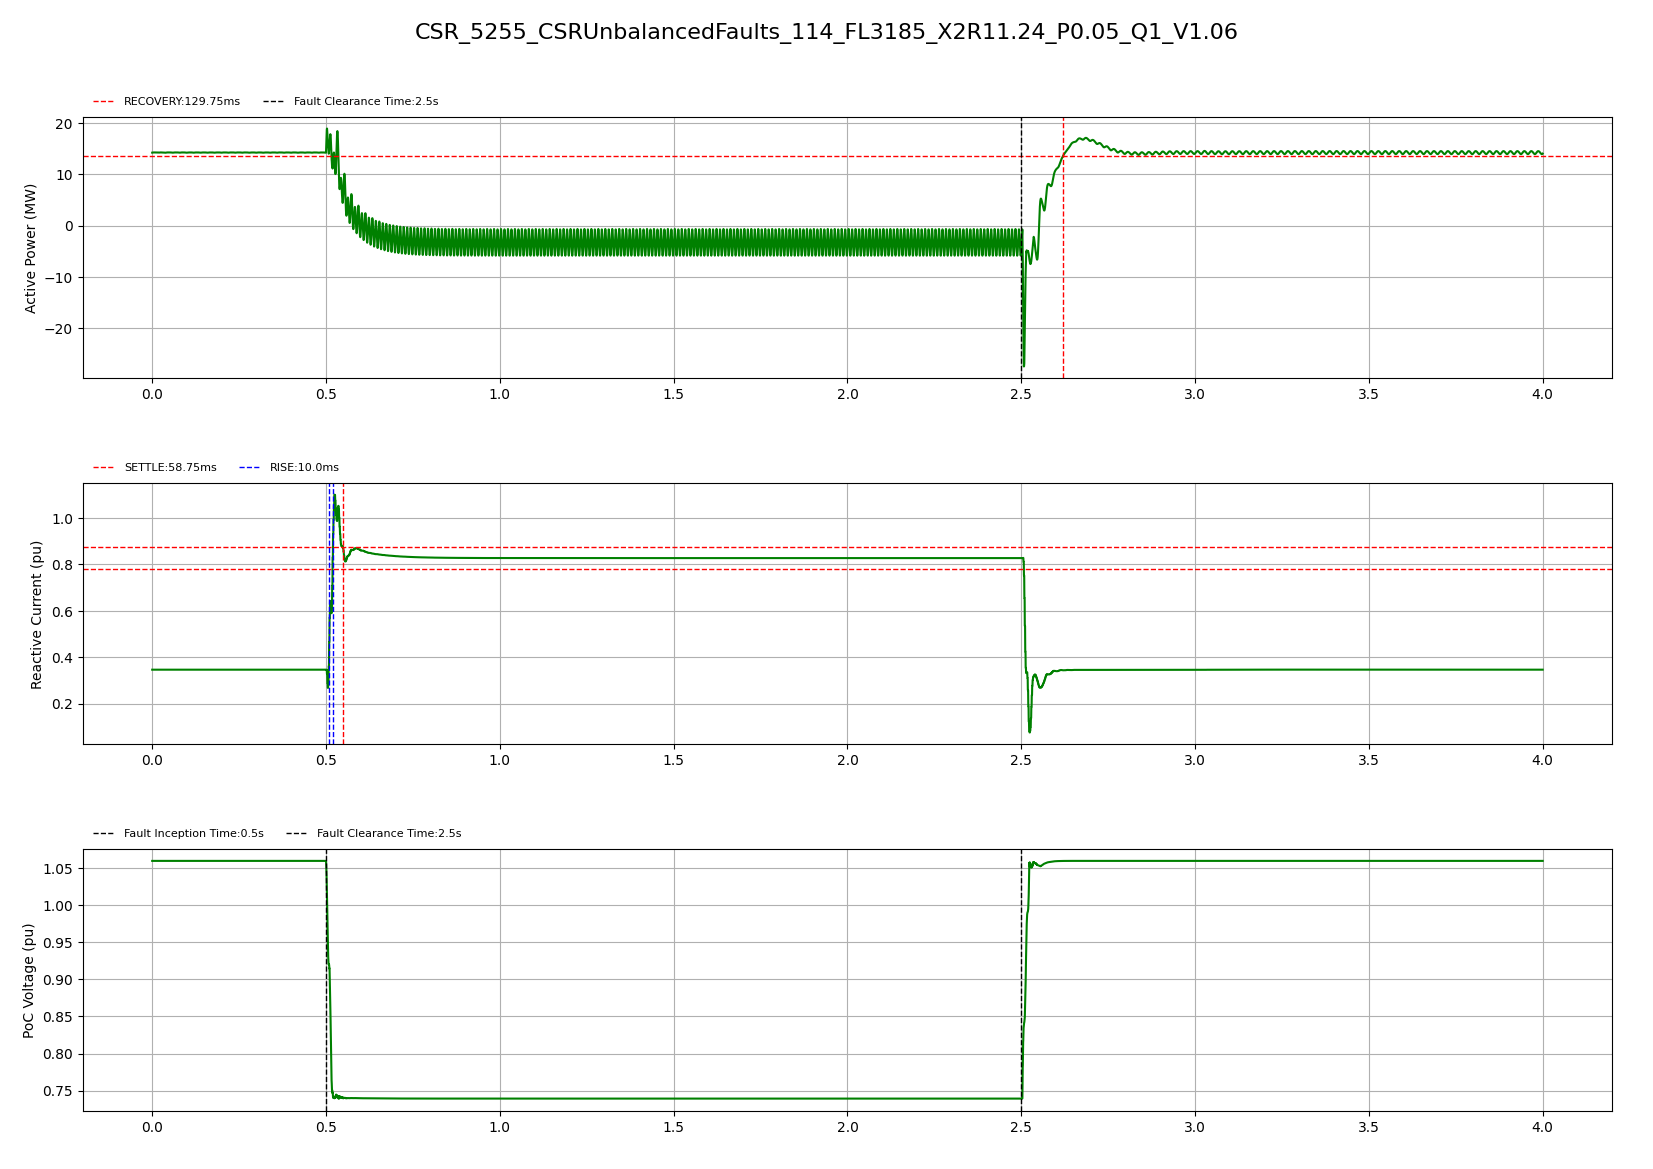 CSR_5255_CSRUnbalancedFaults_114_FL3185_X2R11.24_P0.05_Q1_V1.06
RECOVERY:129.75ms Fault Clearance Time:2.5s
Active Power (MW)
20
10
0
−10
−20
0.0 0.5 1.0 1.5 2.0 2.5 3.0 3.5 4.0
SETTLE:58.75ms RISE:10.0ms
Reactive Current (pu)
1.0
0.8
0.6
0.4
0.2
0.0 0.5 1.0 1.5 2.0 2.5 3.0 3.5 4.0
Fault Inception Time:0.5s Fault Clearance Time:2.5s
PoC Voltage (pu)
1.05
1.00
0.95
0.90
0.85
0.80
0.75
0.0 0.5 1.0 1.5 2.0 2.5 3.0 3.5 4.0